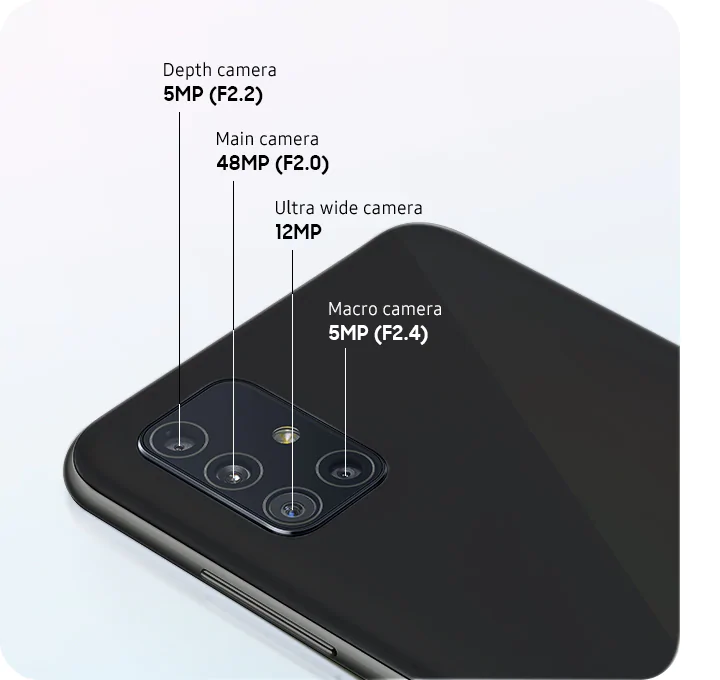 Depth camera
5MP (F2.2)
Main camera
48MP (F2.0)
Ultra wide camera
12MP
Macro camera
5MP (F2.4)